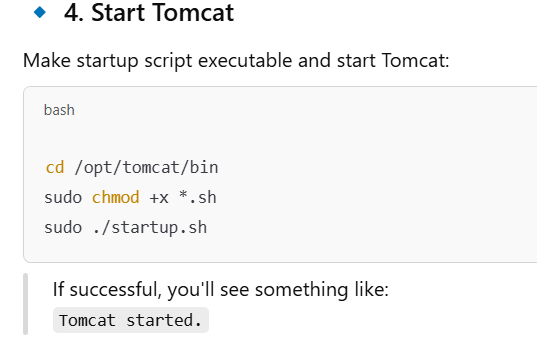 4. Start Tomcat
Make startup script executable and start Tomcat:
bash
cd /opt/tomcat/bin
sudo chmod +x *.sh
sudo ./startup.sh
If successful, you'll see something like:
Tomcat started.